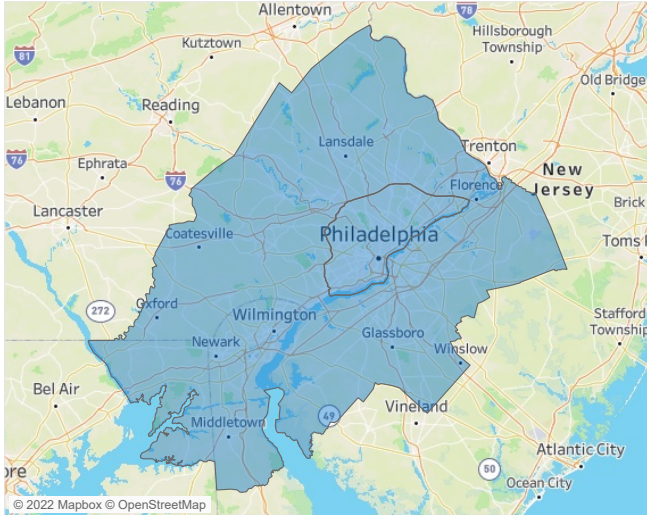 Allentown
78
Hillsborough
Township
81
Kutztown
Old Bridge
Lebanon
Reading
Lansdale
Trenton
76
Ephrata
76
New
Jersey
Florence
Brick
Lancaster
Coatesville
Philadelphia
Toms R
272
Oxford
Wilmington
Stafford
Township
Newark
Glassboro
Winslow
Bel Air
49
Vineland
Middletown
Atlantic City
ore
50
Ocean City
© 2022 Mapbox © OpenStreetMap